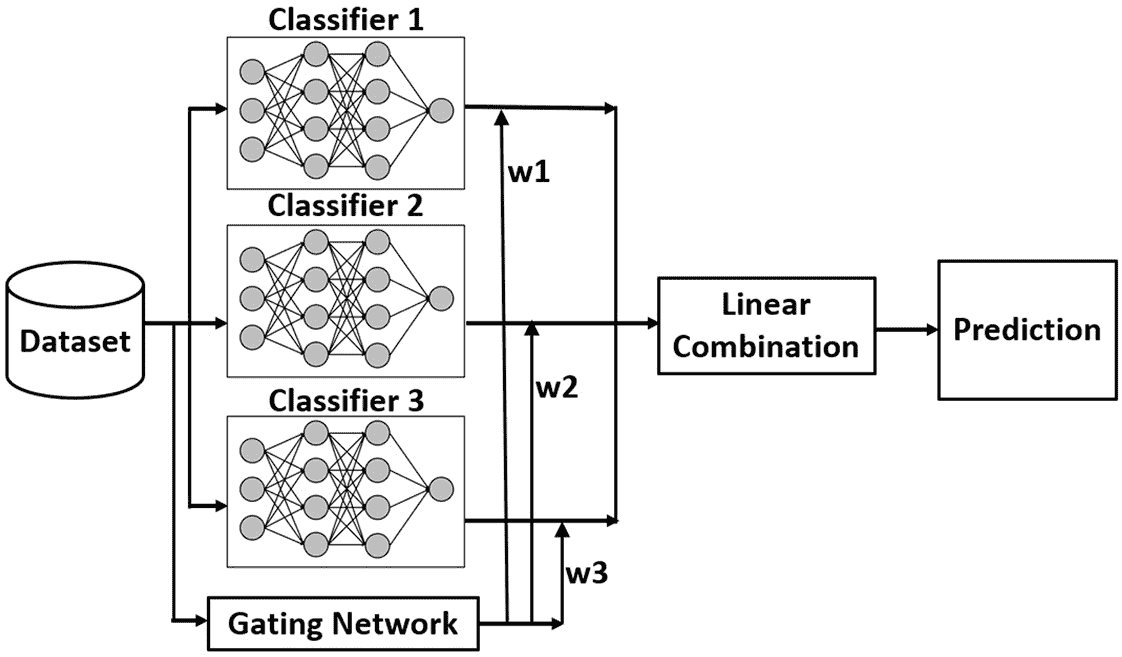 Classifier 1
w1
Classifier 2
Dataset
Linear
Combination
Prediction
w2
Classifier 3
w3
Gating Network